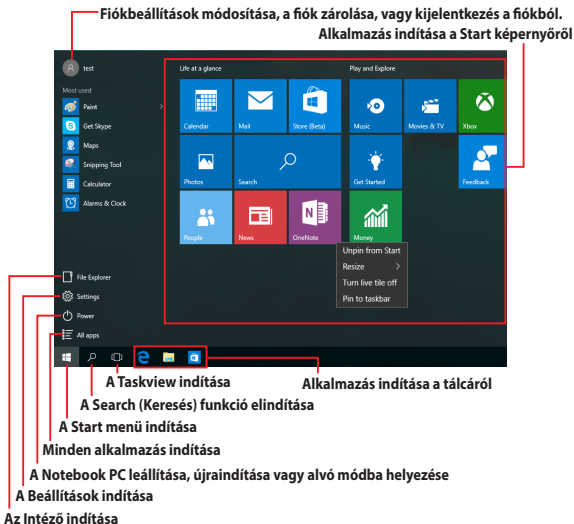 Fiókbeállítások módosítása, a fiók zárolása, vagy kijelentkezés a fiókból.
Alkalmazás indítása a Start képernyőről
test
Most used
Paint
Get Skype
Maps
Snipping Tool
Calculator
Alarms & Clock
File Explorer
Settings
Power
All apps
Life at a glance
Calendar
Mail
Store (Beta)
Photos
Search
People
News
OneNote
Play and Explore
Music
Movies & TV
Xbox
Get Started
Feedback
Money
Unpin from Start
Resize
Turn live tile off
Pin to taskbar
A Taskview indítása
Alkalmazás indítása a tálcáról
A Search (Keresés) funkció elindítása
A Start menü indítása
Minden alkalmazás indítása
A Notebook PC leállítása, újraindítása vagy alvó módba helyezése
A Beállítások indítása
Az Intéző indítása